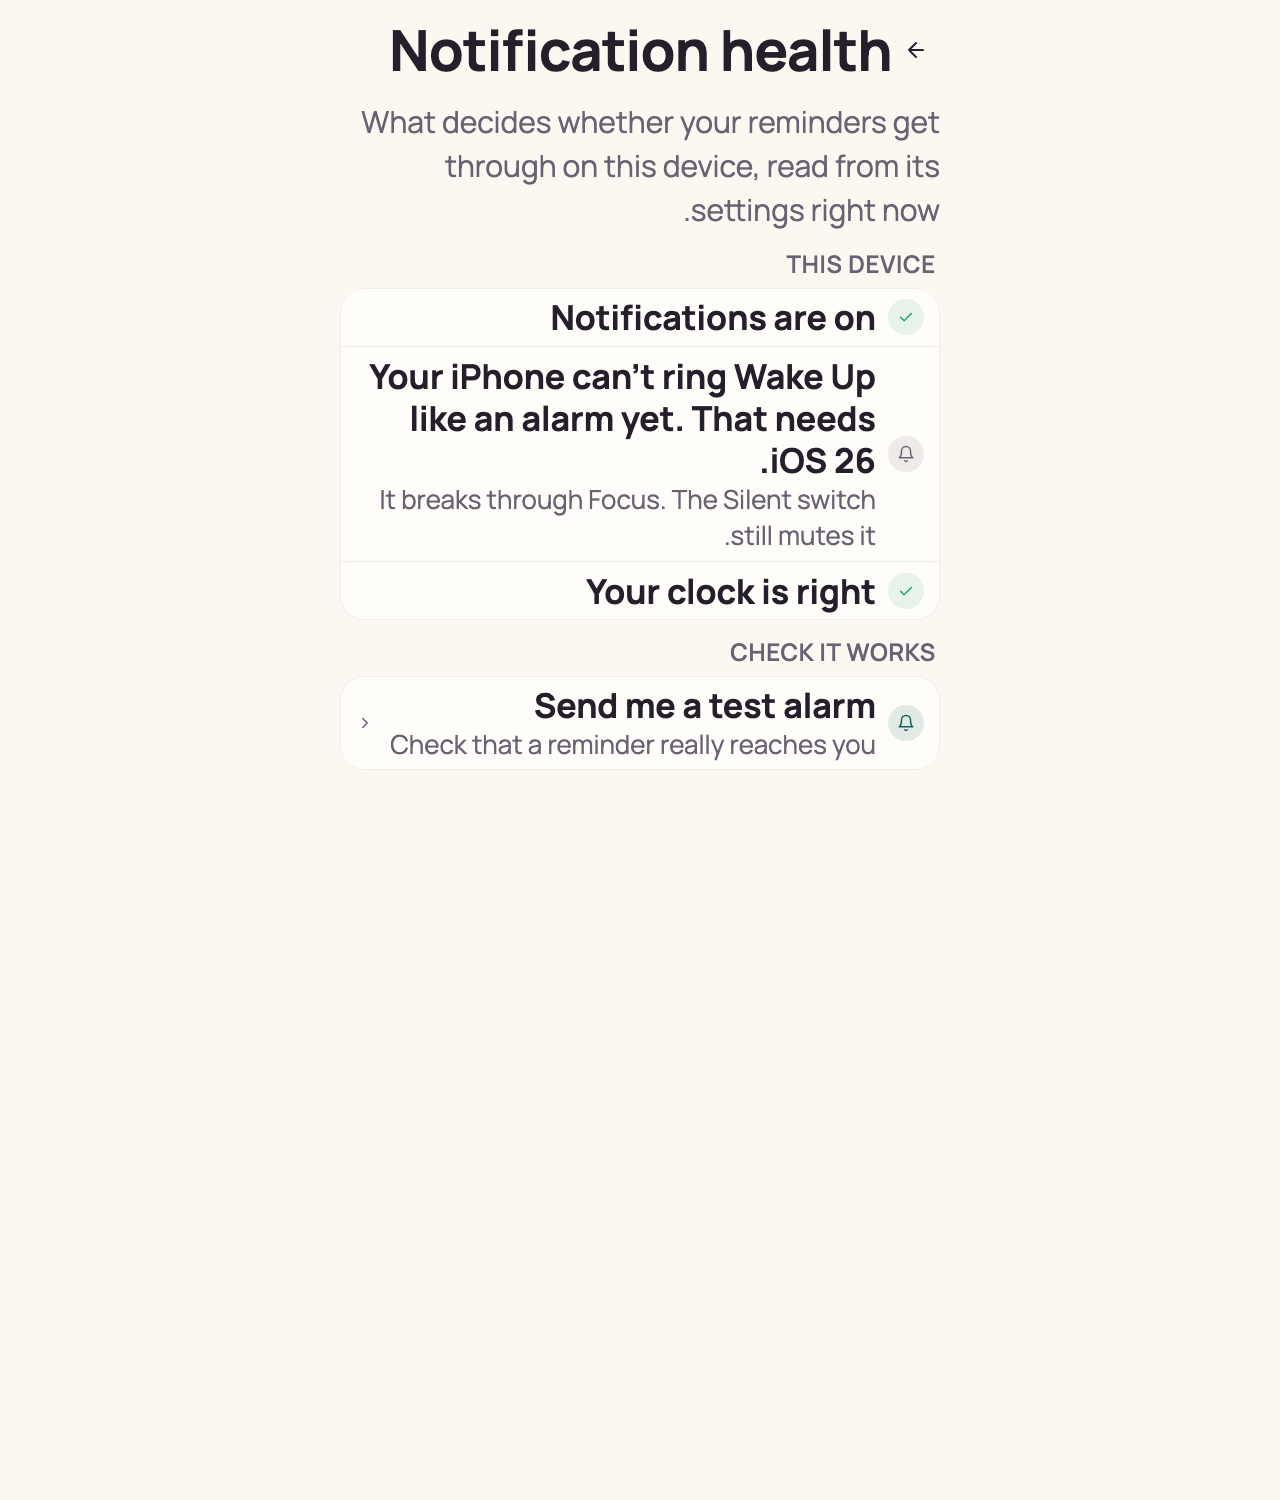 Notification health
What decides whether your reminders get
through on this device, read from its
.settings right now
THIS DEVICE
Notifications are on
Your iPhone can’t ring Wake Up
like an alarm yet. That needs
.iOS 26
It breaks through Focus. The Silent switch
.still mutes it
Your clock is right
CHECK IT WORKS
Send me a test alarm
Check that a reminder really reaches you